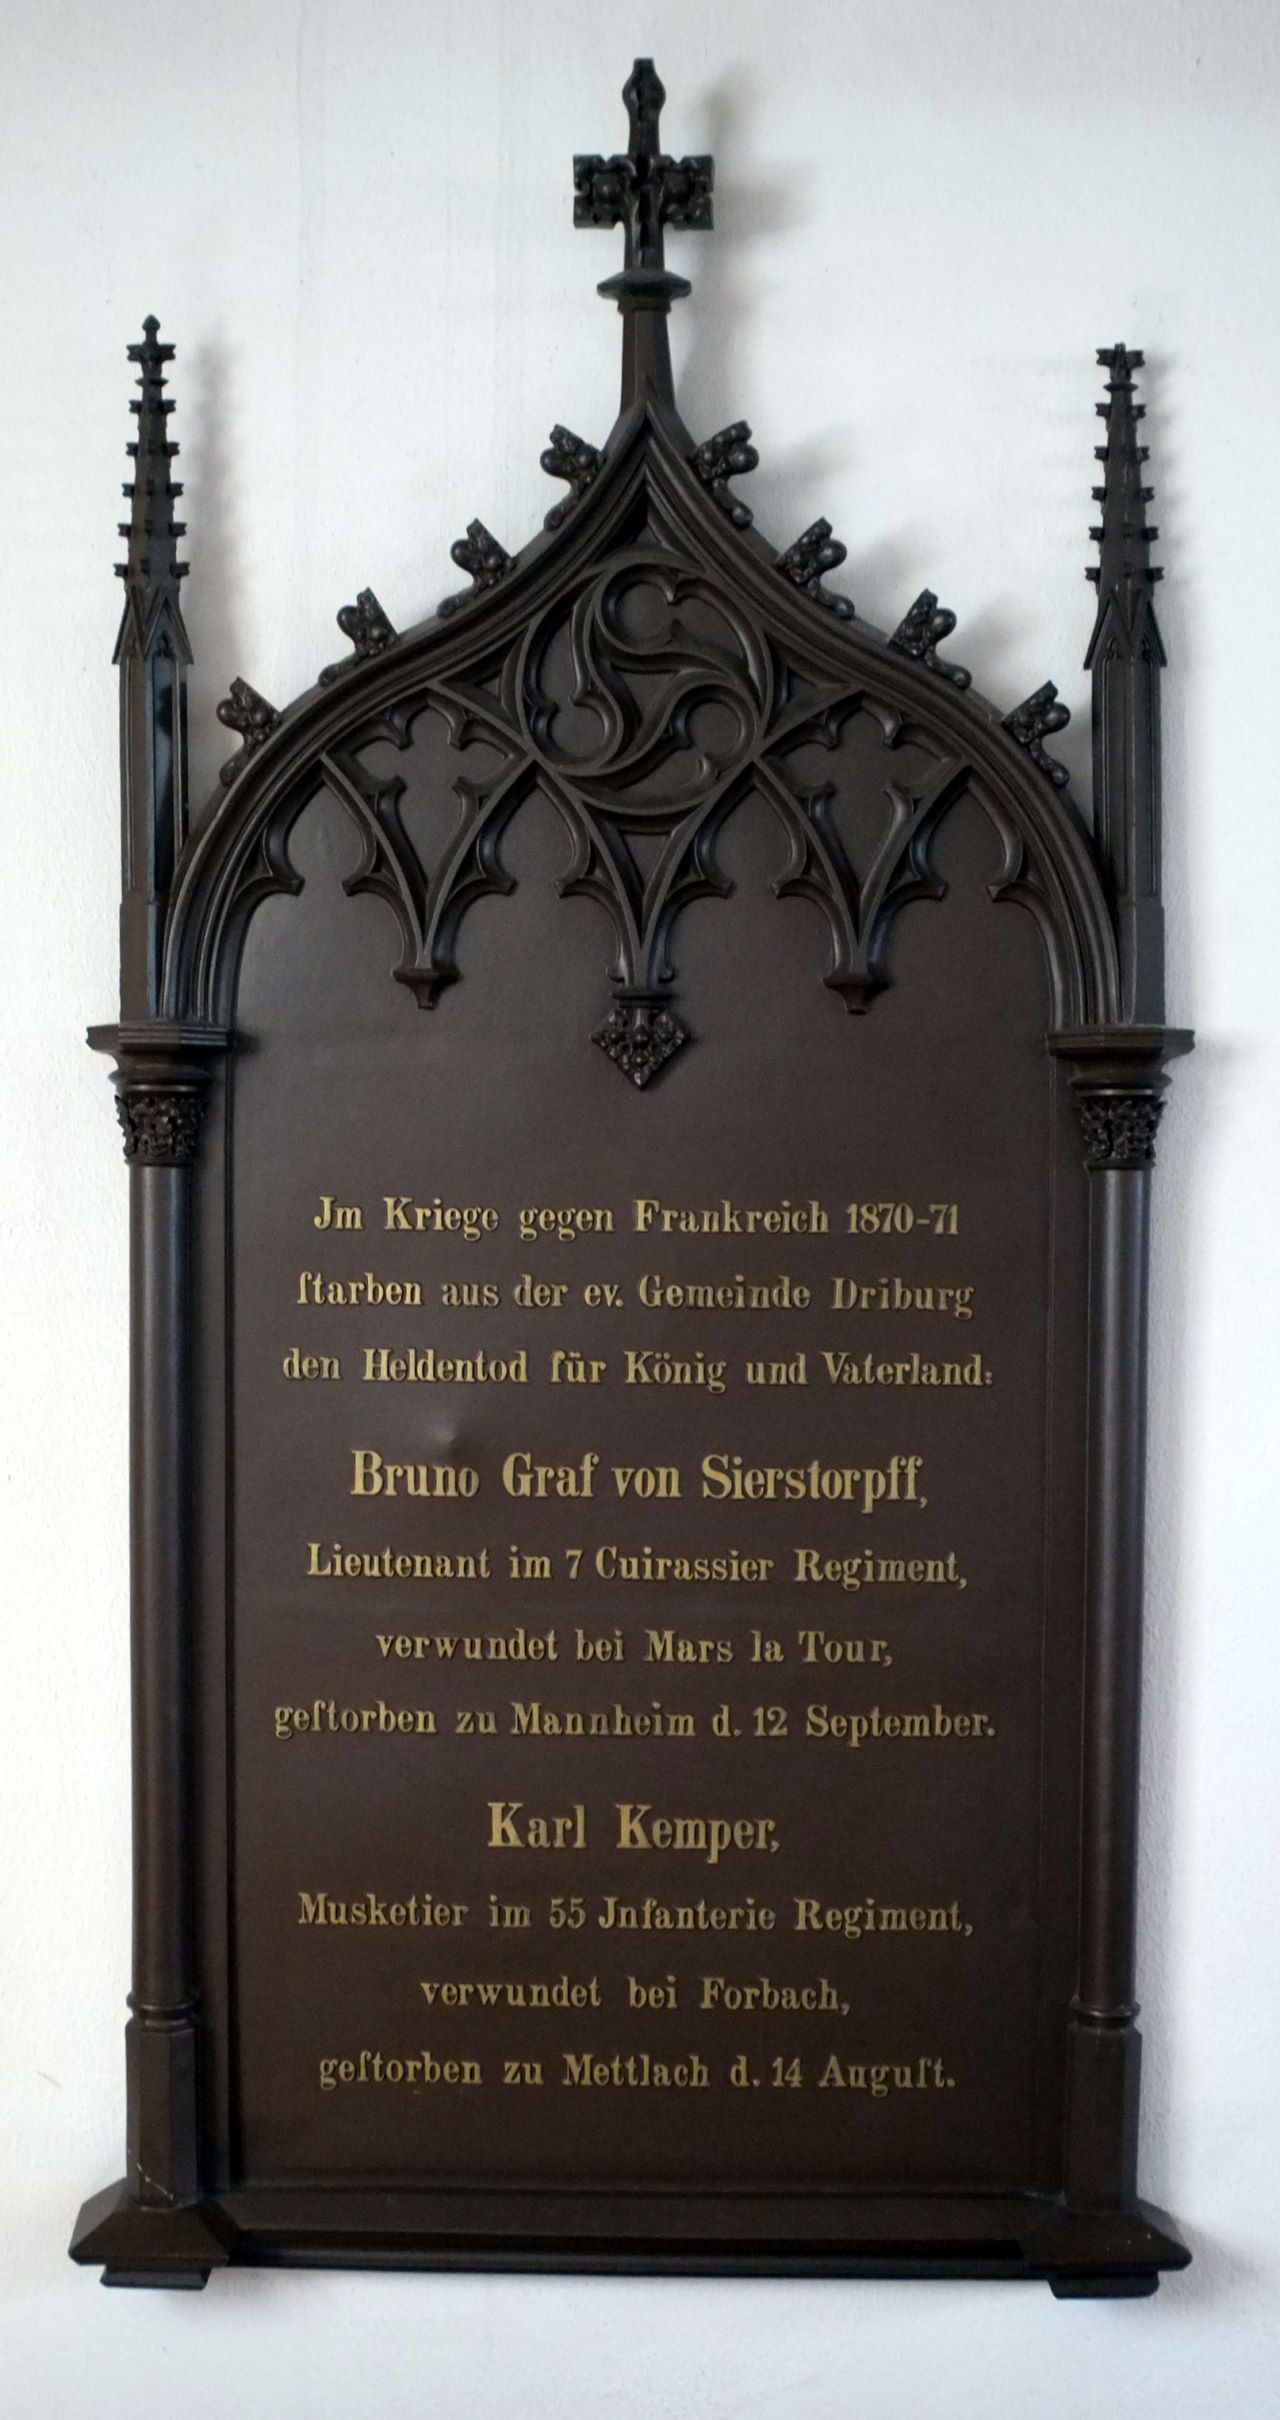 Jm Kriege gegen Frankreich 1870-71
ſtarben aus der ev. Gemeinde Driburg
den Heldentod für König und Vaterland:
Bruno Graf von Sierstorpff,
Lieutenant im 7 Cuirassier Regiment,
verwundet bei Mars la Tour,
geſtorben zu Mannheim d. 12 September.
Karl Kemper,
Musketier im 55 Jnfanterie Regiment,
verwundet bei Forbach,
geſtorben zu Mettlach d. 14 Auguſt.